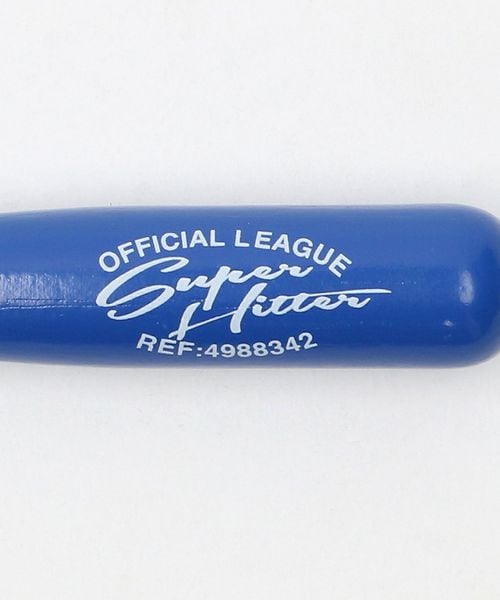 OFFICIAL LEAGUE
Super
Hitter
REF:4988342